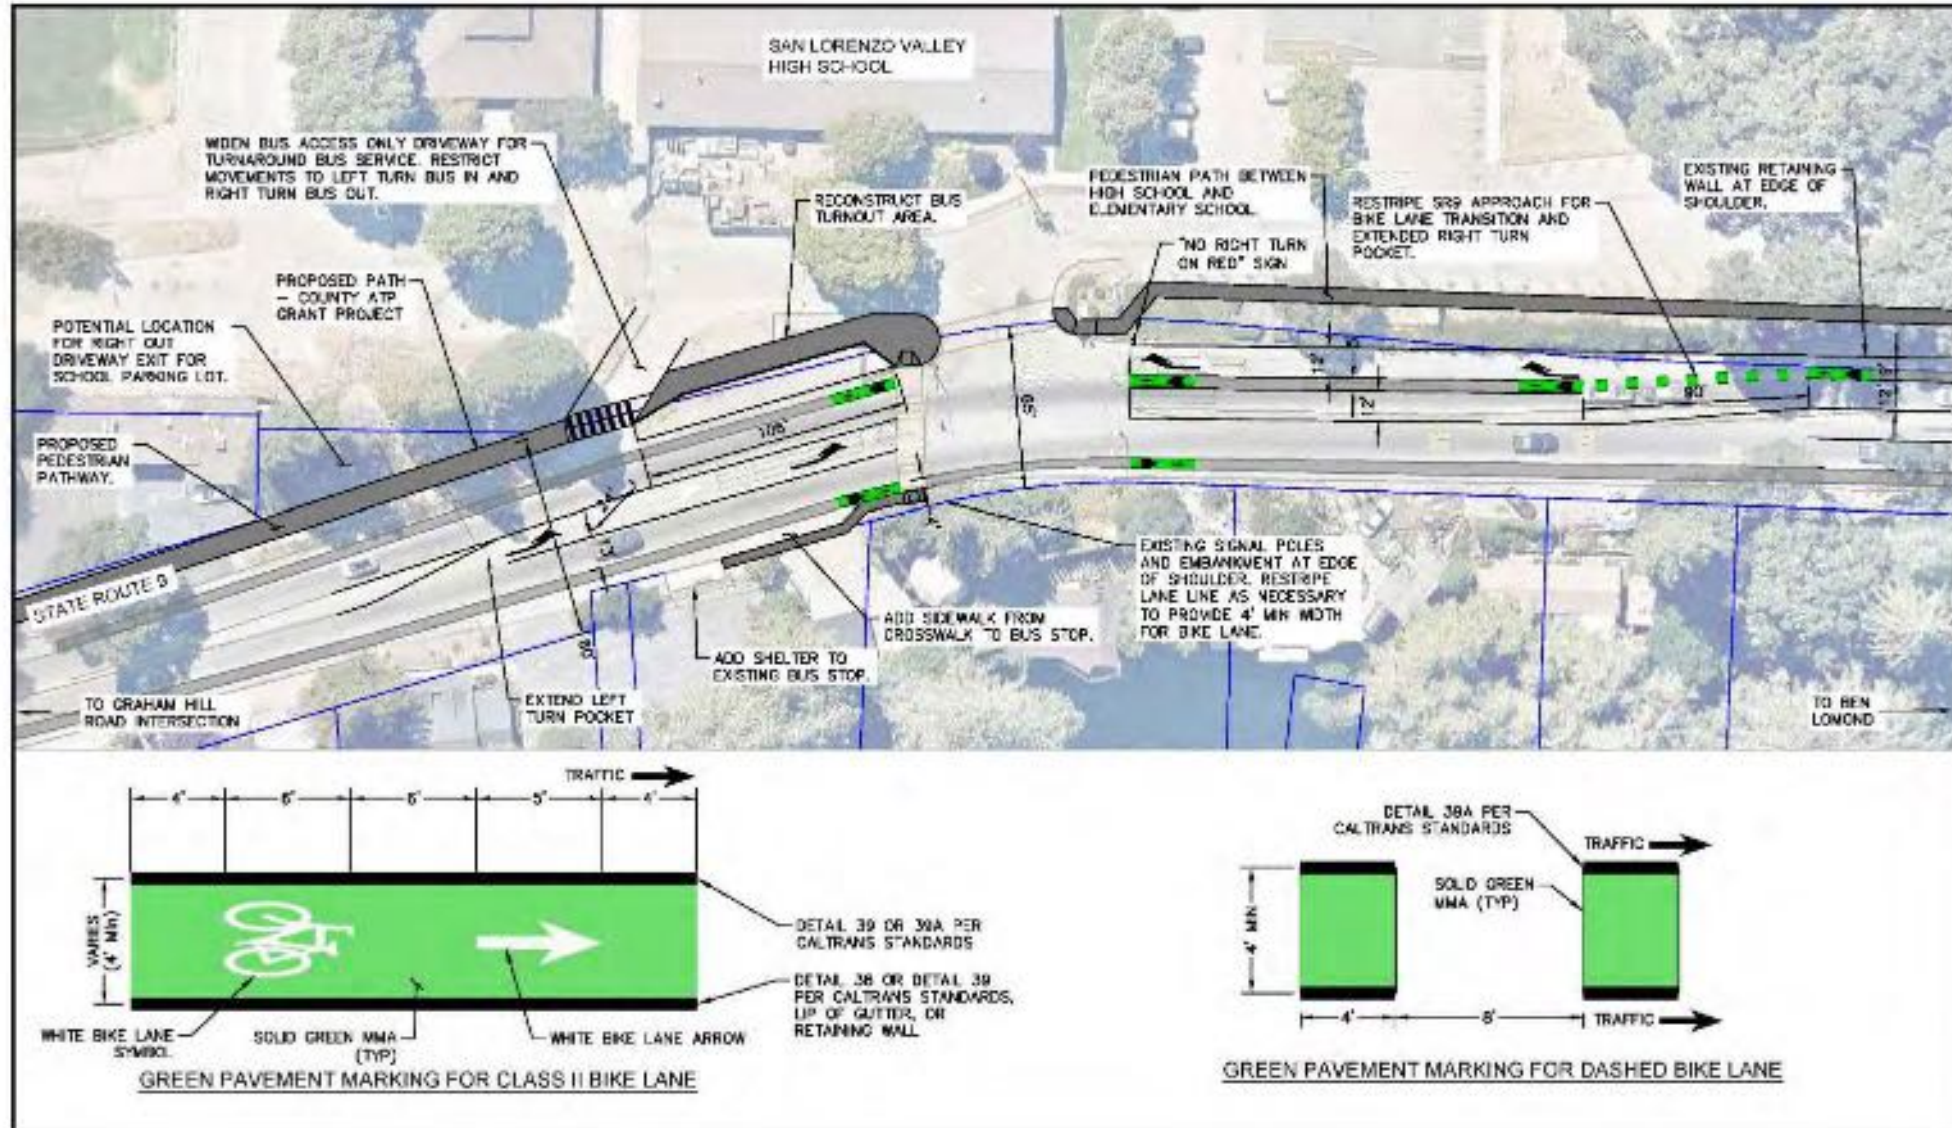 SAN LORENZO VALLEY
HIGH SCHOOL
WIDEN BUS ACCESS ONLY DRIVEWAY FOR
TURNAROUND BUS SERVICE. RESTRICT
MOVEMENTS TO LEFT TURN BUS IN AND
RIGHT TURN BUS OUT.
RECONSTRUCT BUS
TURNOUT AREA.
PEDESTRIAN PATH BETWEEN
HIGH SCHOOL AND
ELEMENTARY SCHOOL
"NO RIGHT TURN
ON RED" SIGN
RESTRIPE SR9 APPROACH FOR
BIKE LANE TRANSITION AND
EXTENDED RIGHT TURN
POCKET.
EXISTING RETAINING
WALL AT EDGE OF
SHOULDER.
PROPOSED PATH
- COUNTY ATP
GRANT PROJECT
POTENTIAL LOCATION
FOR RIGHT OUT
DRIVEWAY EXIT FOR
SCHOOL PARKING LOT.
PROPOSED
PEDESTRIAN
PATHWAY.
STATE ROUTE 9
12'
90'
EXISTING SIGNAL POLES
AND EMBANKMENT AT EDGE
OF SHOULDER. RESTRIPE
LANE LINE AS NECESSARY
TO PROVIDE 4' MIN WIDTH
FOR BIKE LANE.
ADD SIDEWALK FROM
CROSSWALK TO BUS STOP.
ADD SHELTER TO
EXISTING BUS STOP.
EXTEND LEFT
TURN POCKET
TO GRAHAM HILL
ROAD INTERSECTION
TO BEN
LOMOND
TRAFFIC
4'
6'
6'
5'
4'
VARIES
(4' MIN)
DETAIL 39 OR 39A PER
CALTRANS STANDARDS
DETAIL 38 OR DETAIL 39
PER CALTRANS STANDARDS,
LIP OF GUTTER, OR
RETAINING WALL
WHITE BIKE LANE
SYMBOL
SOLID GREEN MMA
(TYP)
WHITE BIKE LANE ARROW
GREEN PAVEMENT MARKING FOR CLASS II BIKE LANE
DETAIL 39A PER
CALTRANS STANDARDS
TRAFFIC
SOLID GREEN
MMA (TYP)
4' MIN
4'
8'
TRAFFIC
GREEN PAVEMENT MARKING FOR DASHED BIKE LANE